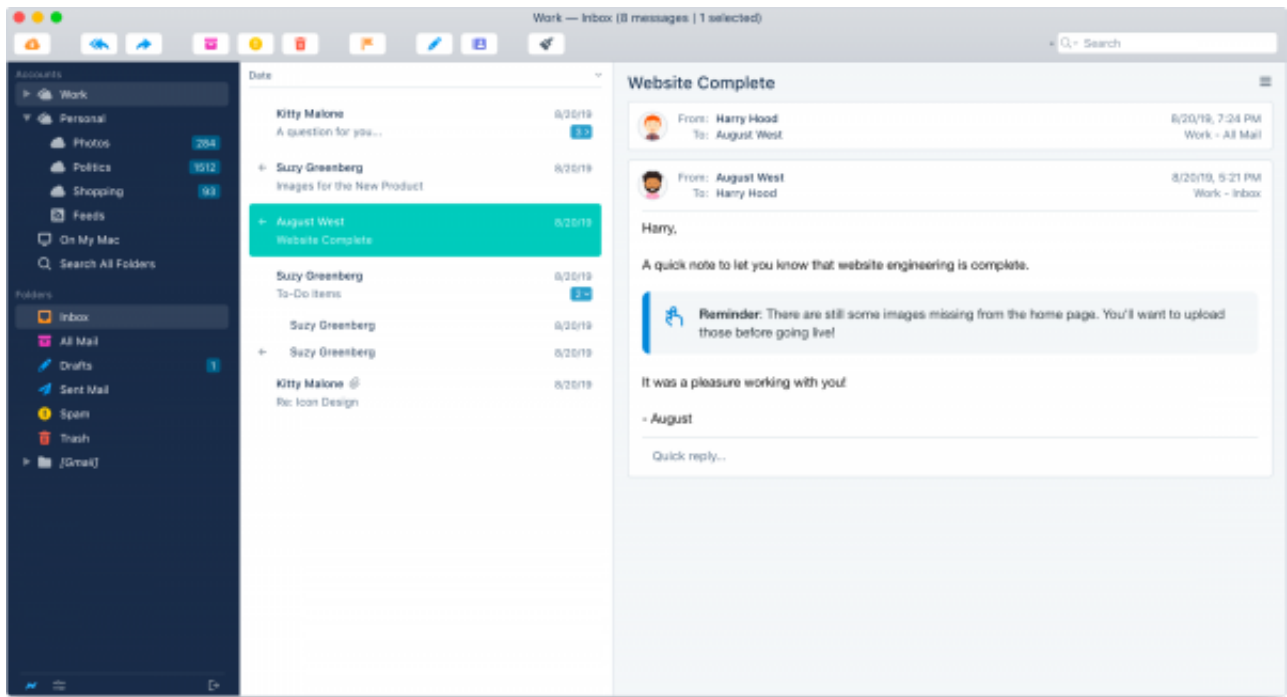 Work — Inbox (8 messages | 1 selected)
Search
Accounts
Work
Personal
Photos 284
Politics 1512
Shopping 93
Feeds
On My Mac
Search All Folders
Folders
Inbox
All Mail
Drafts 1
Sent Mail
Spam
Trash
[Gmail]
Date
Kitty Malone 8/20/19
A question for you... 3
Suzy Greenberg 8/20/19
Images for the New Product
August West 8/20/19
Website Complete
Suzy Greenberg 8/20/19
To-Do Items 2
Suzy Greenberg 8/20/19
Suzy Greenberg 8/20/19
Kitty Malone 8/20/19
Re: Icon Design
Website Complete
From: Harry Hood 8/20/19, 7:24 PM
To: August West Work - All Mail
From: August West 8/20/19, 5:21 PM
To: Harry Hood Work - Inbox
Harry,
A quick note to let you know that website engineering is complete.
Reminder: There are still some images missing from the home page. You'll want to upload
those before going live!
It was a pleasure working with you!
- August
Quick reply...